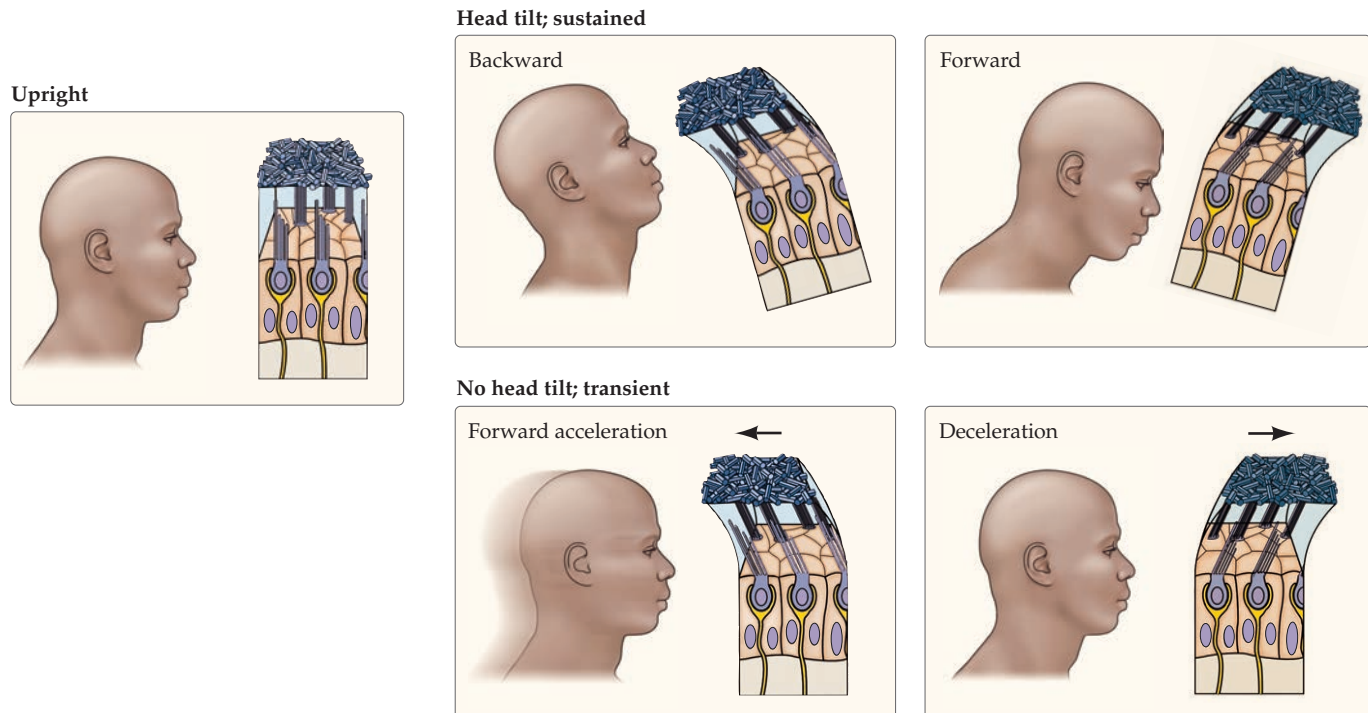 Upright
Head tilt; sustained
Backward
Forward
No head tilt; transient
Forward acceleration
Deceleration